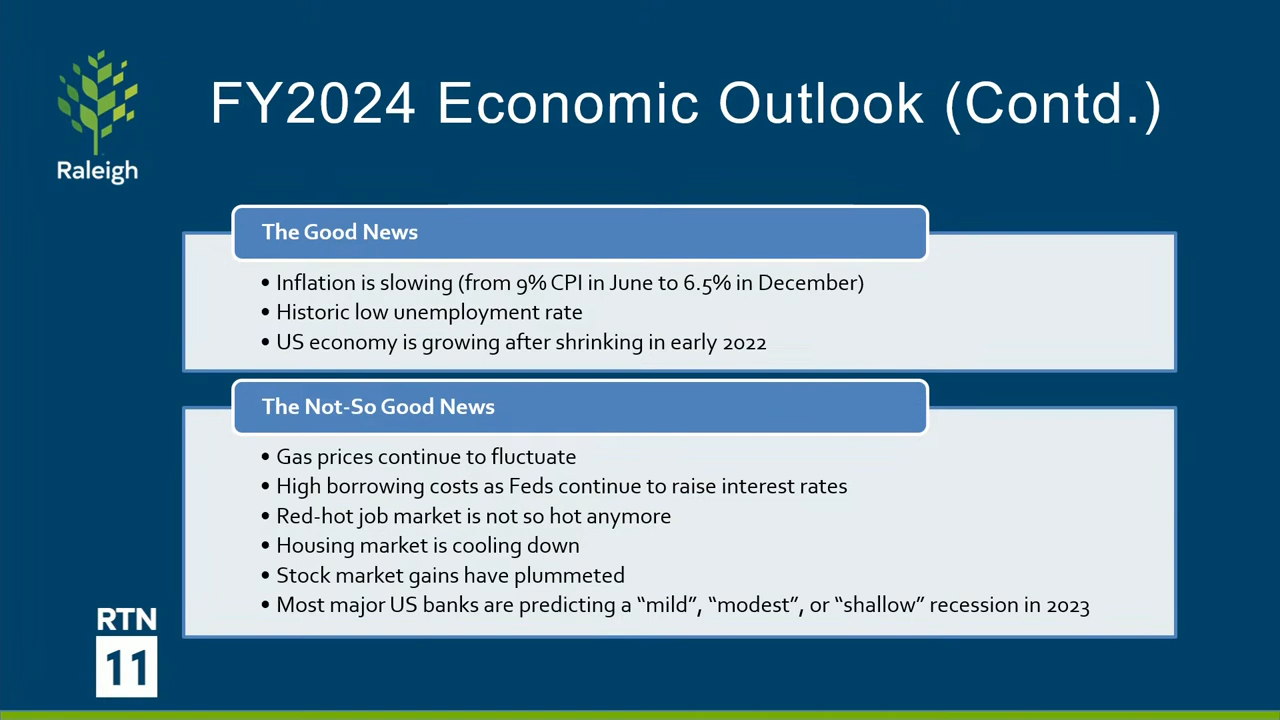 FY2024 Economic Outlook (Contd.)
Raleigh
The Good News
• Inflation is slowing (from 9% CPI in June to 6.5% in December)
• Historic low unemployment rate
• US economy is growing after shrinking in early 2022
The Not-So Good News
• Gas prices continue to fluctuate
• High borrowing costs as Feds continue to raise interest rates
• Red-hot job market is not so hot anymore
• Housing market is cooling down
• Stock market gains have plummeted
• Most major US banks are predicting a “mild”, “modest”, or “shallow” recession in 2023
RTN
11